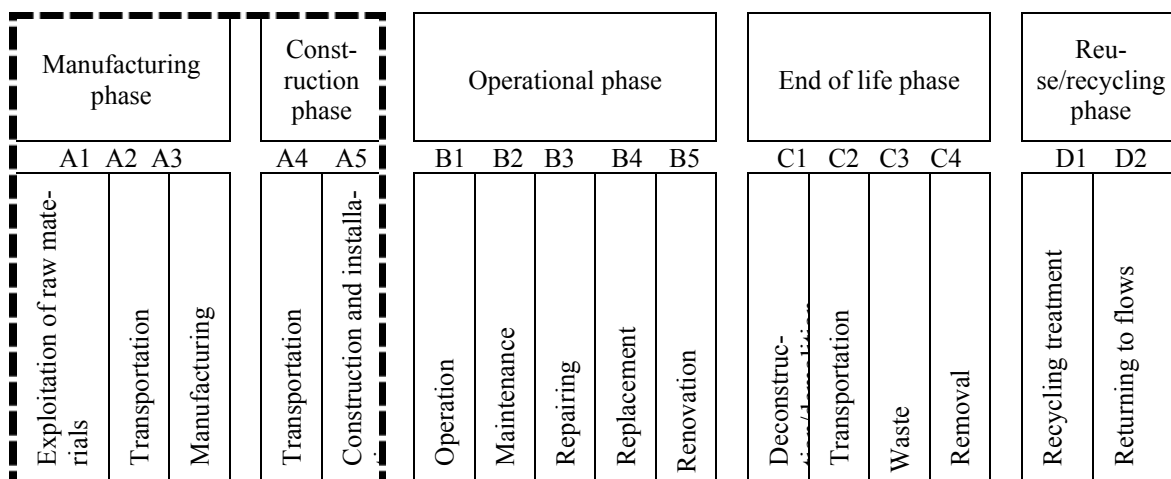 Manufacturing
phase
Const-
ruction
phase
Operational phase
End of life phase
Reu-
se/recycling
phase
A1 A2 A3
A4 A5
B1 B2 B3 B4 B5
C1 C2 C3 C4
D1 D2
Exploitation of raw mate-
rials
Transportation
Manufacturing
Transportation
Construction and installa-
Operation
Maintenance
Repairing
Replacement
Renovation
Deconstruc-
tion/demolition
Transportation
Waste
Removal
Recycling treatment
Returning to flows